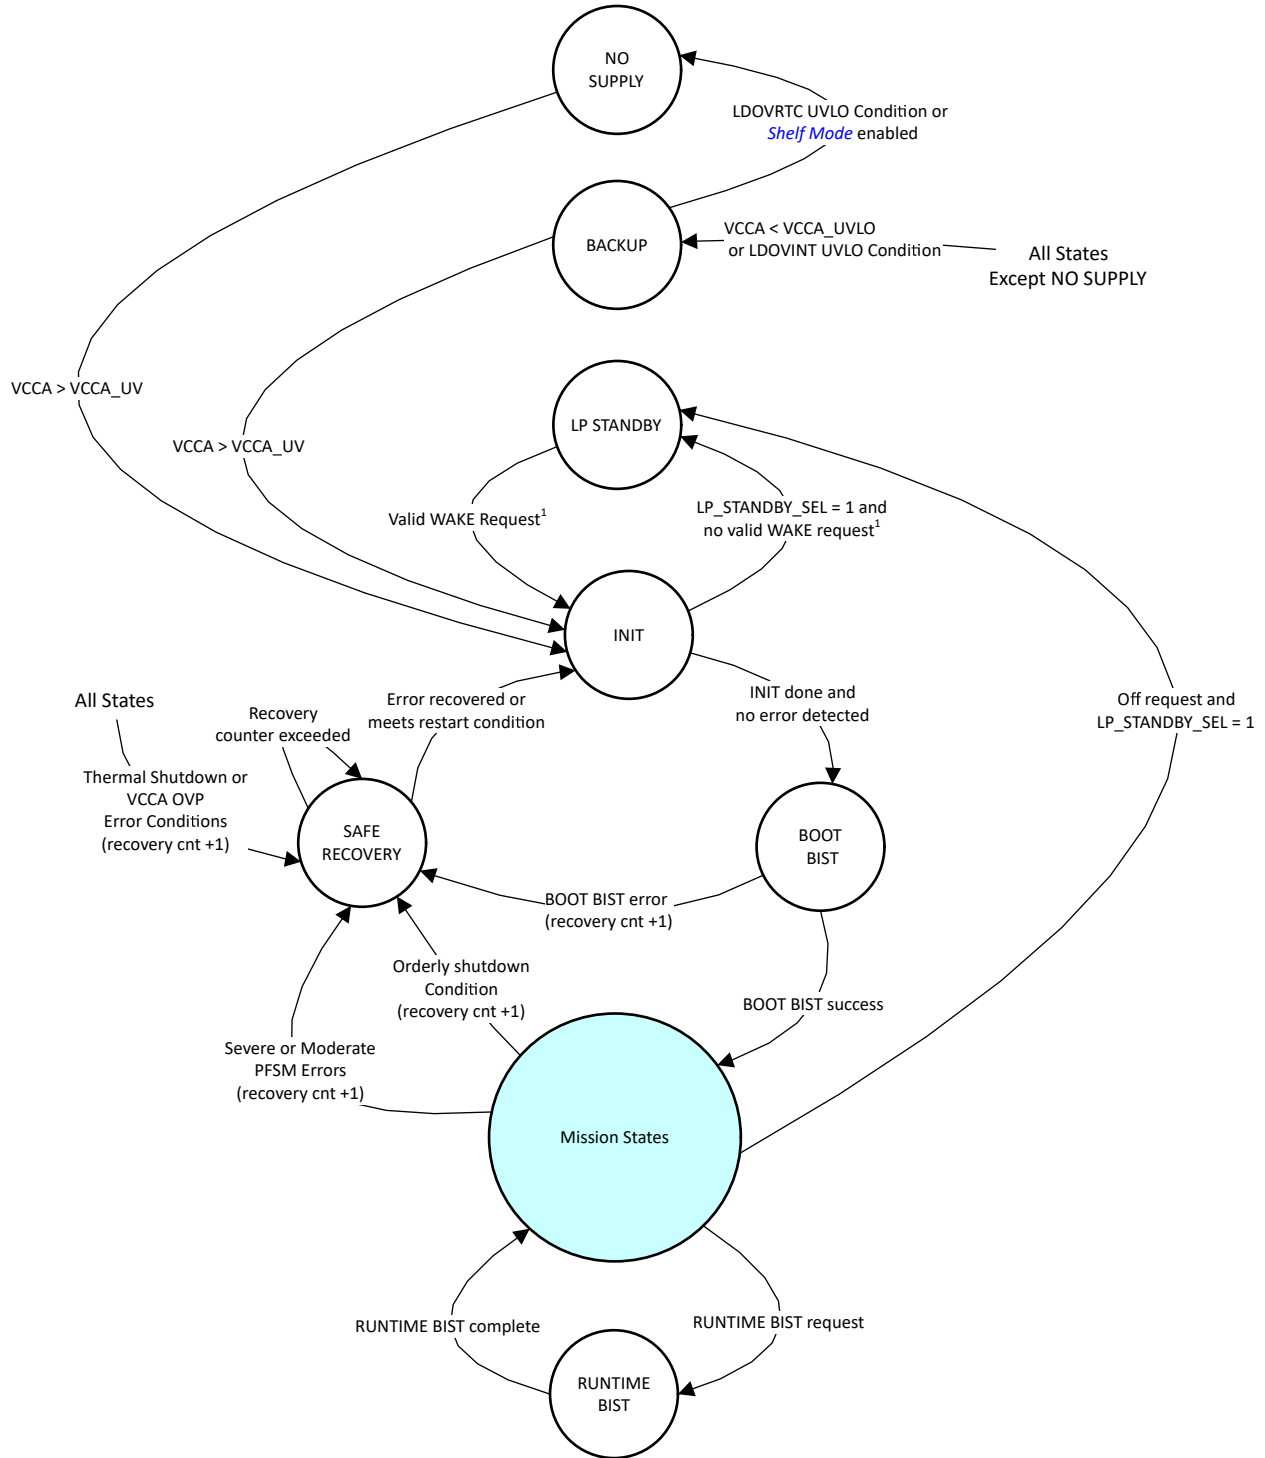 NO
SUPPLY
LDOVRTC UVLO Condition or
Shelf Mode enabled
BACKUP
VCCA < VCCA_UVLO
or LDOVINT UVLO Condition
All States
Except NO SUPPLY
VCCA > VCCA_UV
VCCA > VCCA_UV
LP STANDBY
Valid WAKE Request¹
LP_STANDBY_SEL = 1 and
no valid WAKE request¹
INIT
All States
Recovery
counter exceeded
Error recovered or
meets restart condition
INIT done and
no error detected
Off request and
LP_STANDBY_SEL = 1
Thermal Shutdown or
VCCA OVP
Error Conditions
(recovery cnt +1)
SAFE
RECOVERY
BOOT
BIST
BOOT BIST error
(recovery cnt +1)
Orderly shutdown
Condition
(recovery cnt +1)
BOOT BIST success
Severe or Moderate
PFSM Errors
(recovery cnt +1)
Mission States
RUNTIME BIST complete
RUNTIME BIST request
RUNTIME
BIST